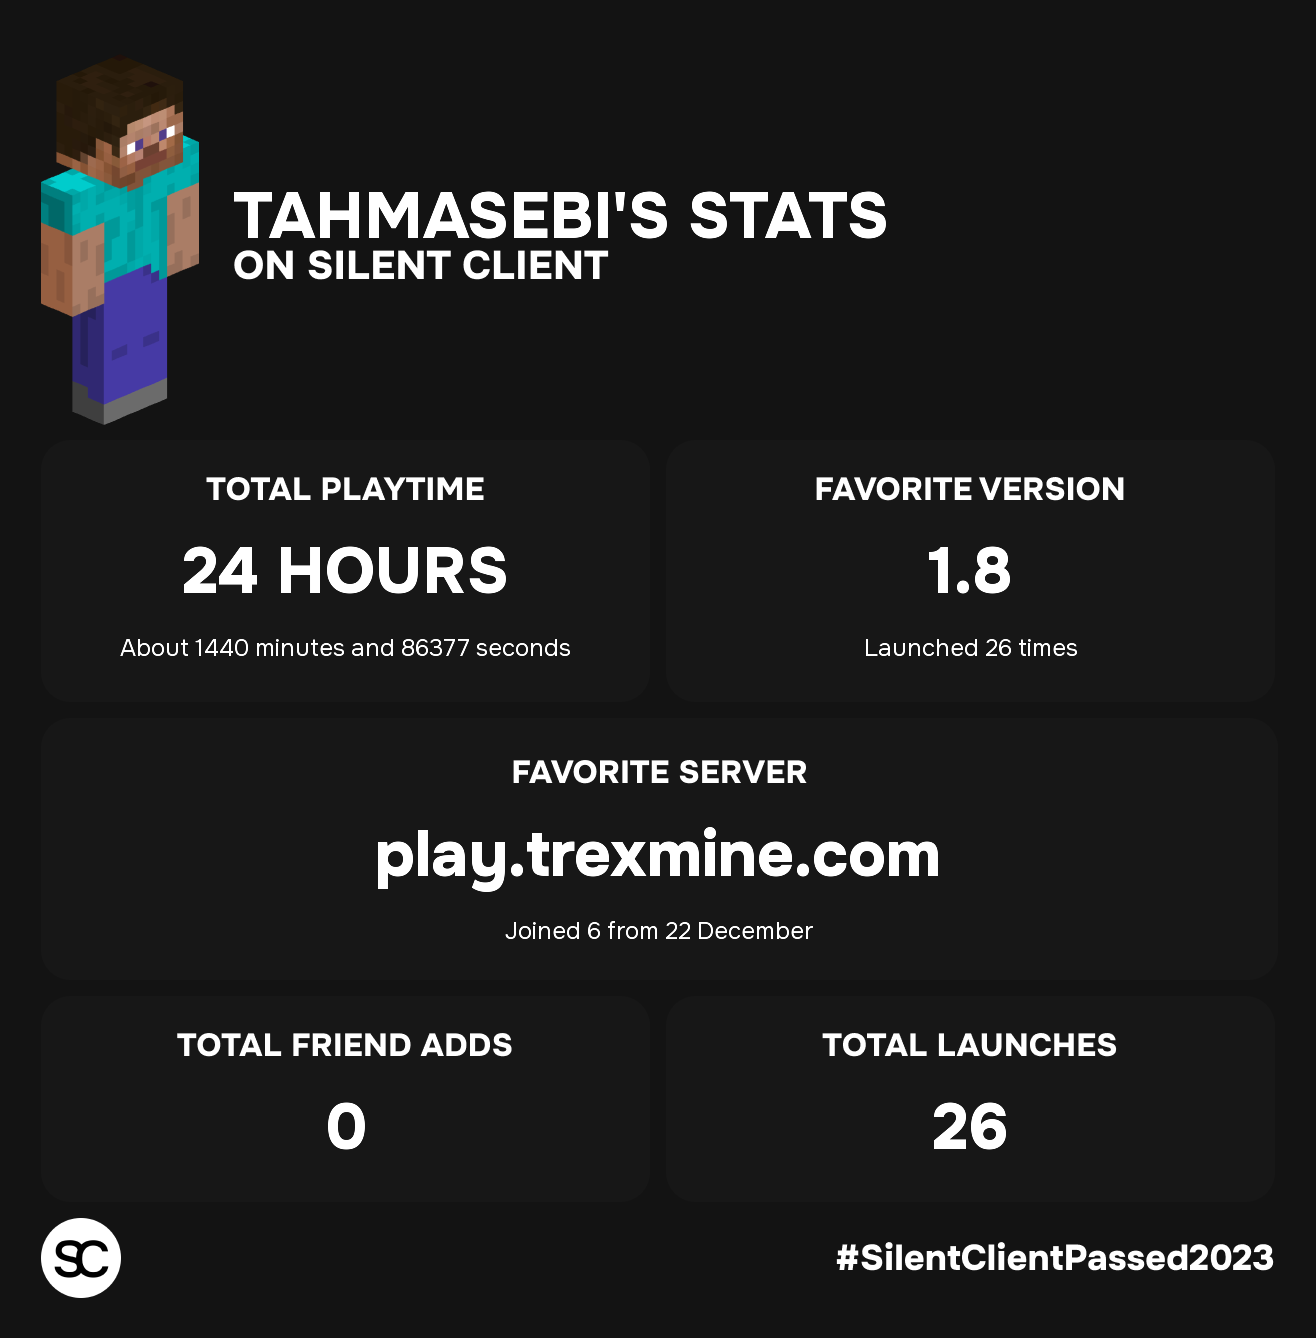 TAHMASEBI'S STATS
ON SILENT CLIENT
TOTAL PLAYTIME
24 HOURS
About 1440 minutes and 86377 seconds
FAVORITE VERSION
1.8
Launched 26 times
FAVORITE SERVER
play.trexmine.com
Joined 6 from 22 December
TOTAL FRIEND ADDS
0
TOTAL LAUNCHES
26
SC
#SilentClientPassed2023